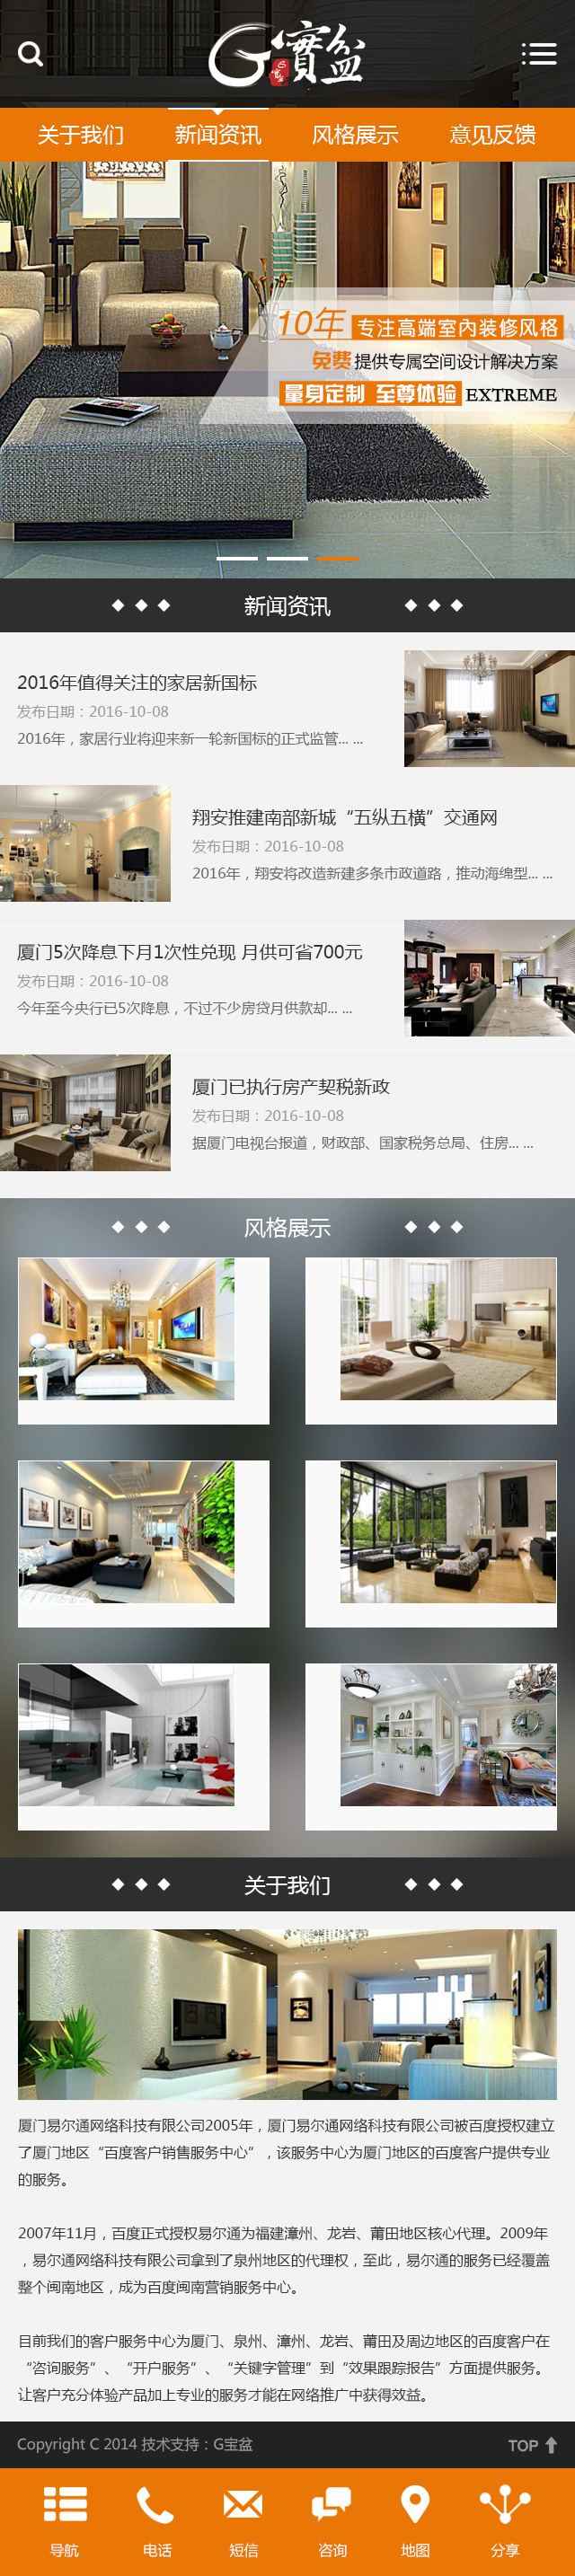 G寳盆
关于我们 新闻资讯 风格展示 意见反馈
10年 专注高端室内装修风格
免费 提供专属空间设计解决方案
量身定制 至尊体验 EXTREME
新闻资讯
2016年值得关注的家居新国标
发布日期：2016-10-08
2016年，家居行业将迎来新一轮新国标的正式监管... ...
翔安推建南部新城“五纵五横”交通网
发布日期：2016-10-08
2016年，翔安将改造新建多条市政道路，推动海绵型... ...
厦门5次降息下月1次性兑现 月供可省700元
发布日期：2016-10-08
今年至今央行已5次降息，不过不少房贷月供款却... ...
厦门已执行房产契税新政
发布日期：2016-10-08
据厦门电视台报道，财政部、国家税务总局、住房... ...
风格展示
关于我们
厦门易尔通网络科技有限公司2005年，厦门易尔通网络科技有限公司被百度授权建立
了厦门地区“百度客户销售服务中心”，该服务中心为厦门地区的百度客户提供专业
的服务。
2007年11月，百度正式授权易尔通为福建漳州、龙岩、莆田地区核心代理。2009年
，易尔通网络科技有限公司拿到了泉州地区的代理权，至此，易尔通的服务已经覆盖
整个闽南地区，成为百度闽南营销服务中心。
目前我们的客户服务中心为厦门、泉州、漳州、龙岩、莆田及周边地区的百度客户在
“咨询服务”、“开户服务”、“关键字管理”到“效果跟踪报告”方面提供服务。
让客户充分体验产品加上专业的服务才能在网络推广中获得效益。
Copyright C 2014 技术支持：G宝盆 TOP
导航 电话 短信 咨询 地图 分享